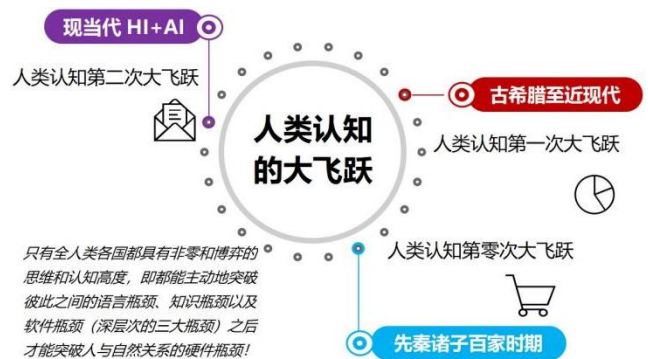 现当代 HI+AI
人类认知第二次大飞跃
人类认知
的大飞跃
古希腊至近现代
人类认知第一次大飞跃
人类认知第零次大飞跃
先秦诸子百家时期
只有全人类各国都具有非零和博弈的
思维和认知高度，即都能主动地突破
彼此之间的语言瓶颈、知识瓶颈以及
软件瓶颈（深层次的三大瓶颈）之后
才能突破人与自然关系的硬件瓶颈！